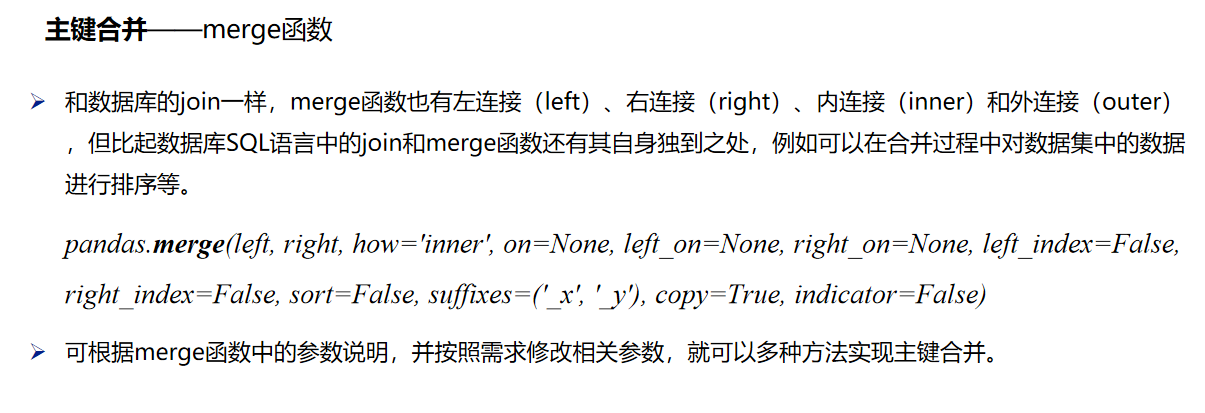 主键合并——merge函数
➢ 和数据库的join一样，merge函数也有左连接（left）、右连接（right）、内连接（inner）和外连接（outer）
，但比起数据库SQL语言中的join和merge函数还有其自身独到之处，例如可以在合并过程中对数据集中的数据
进行排序等。
pandas.merge(left, right, how='inner', on=None, left_on=None, right_on=None, left_index=False,
right_index=False, sort=False, suffixes=('_x', '_y'), copy=True, indicator=False)
➢ 可根据merge函数中的参数说明，并按照需求修改相关参数，就可以多种方法实现主键合并。